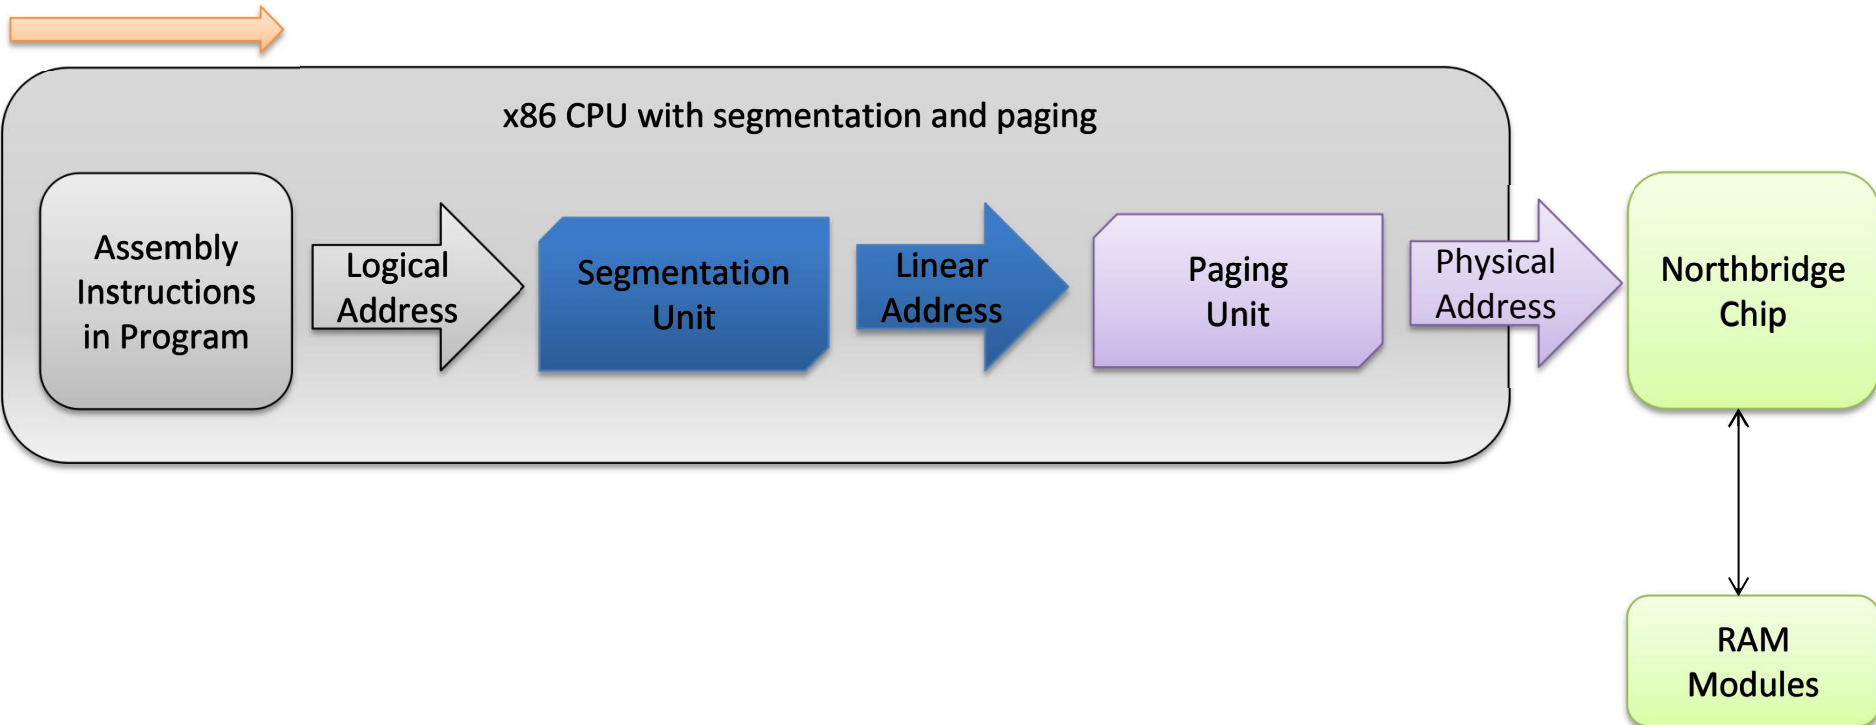 x86 CPU with segmentation and paging
Assembly
Instructions
in Program
Logical
Address
Segmentation
Unit
Linear
Address
Paging
Unit
Physical
Address
Northbridge
Chip
RAM
Modules